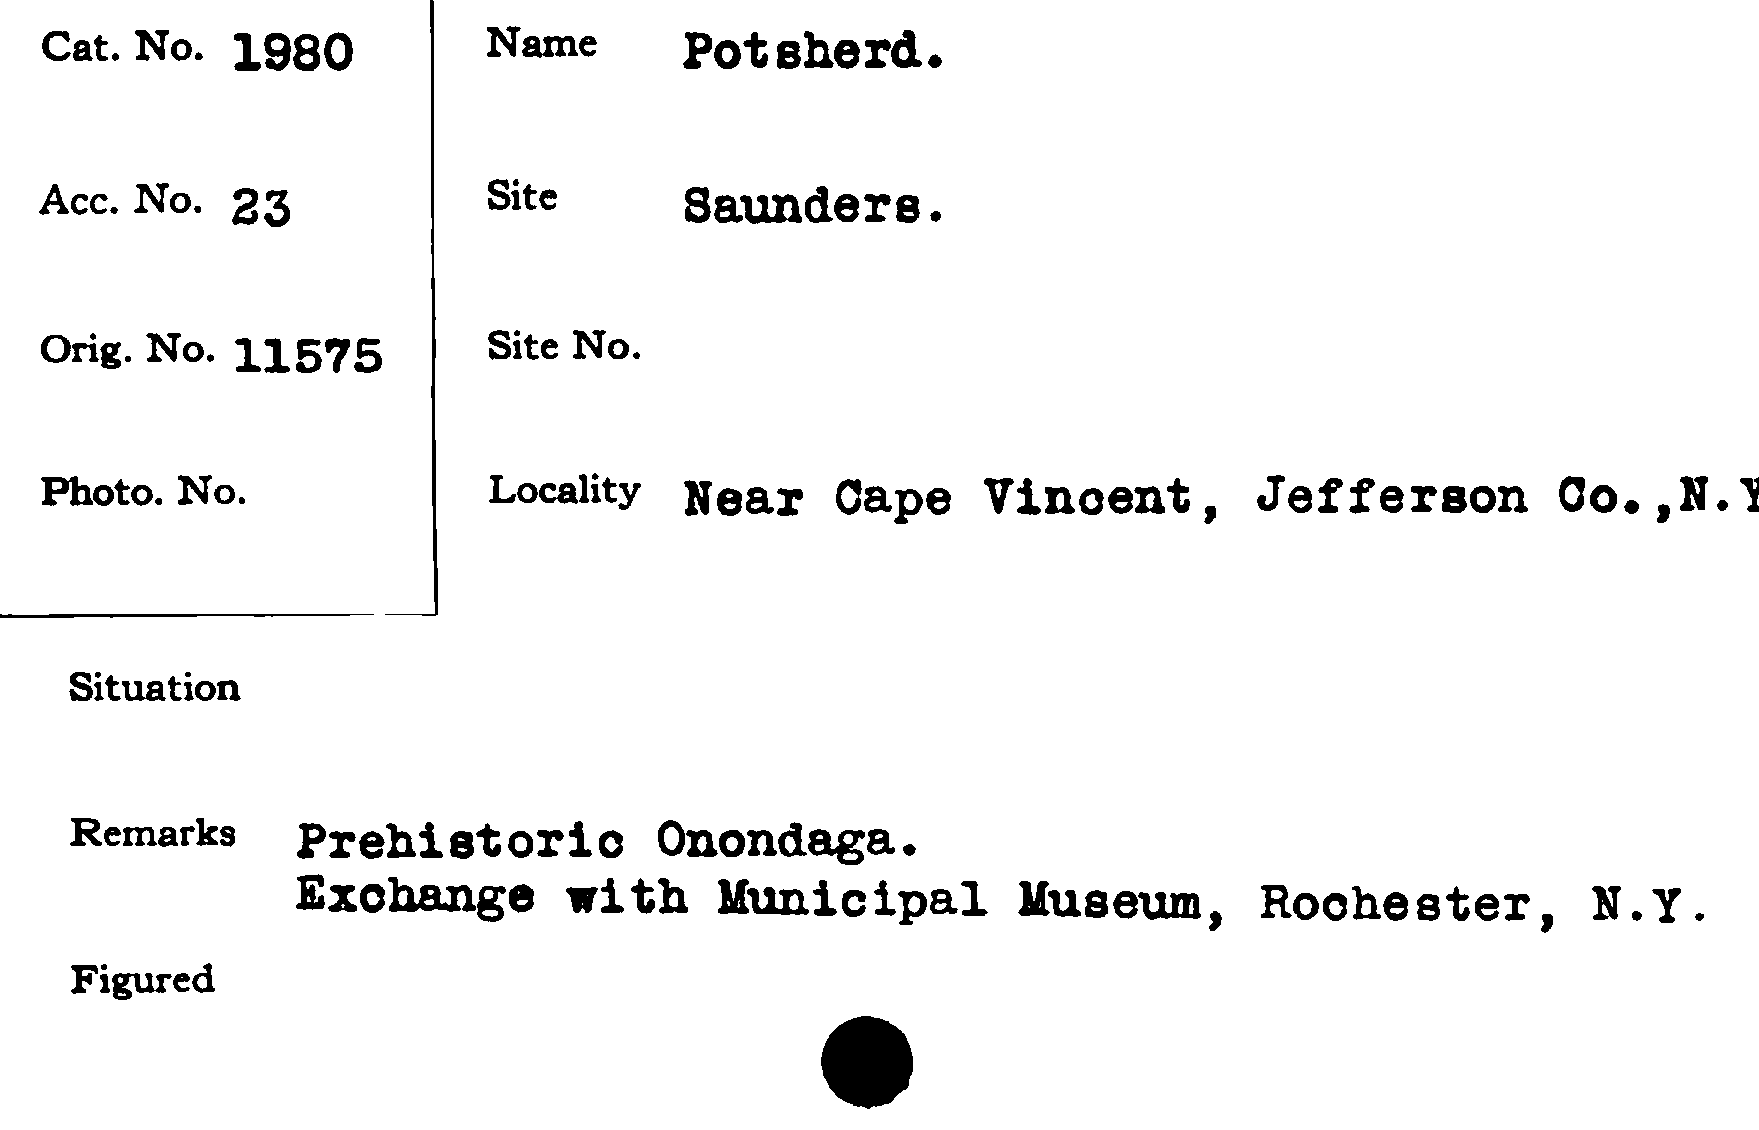 Cat. No. 1980
Acc. No. 23
Orig. No. 11575
Photo. No.
Name Potsherd.
Site Saunders.
Site No.
Locality Near Cape Vincent, Jefferson Co.,N.Y
Situation
Remarks Prehistoric Onondaga.
Exchange with Municipal Museum, Rochester, N.Y.
Figured